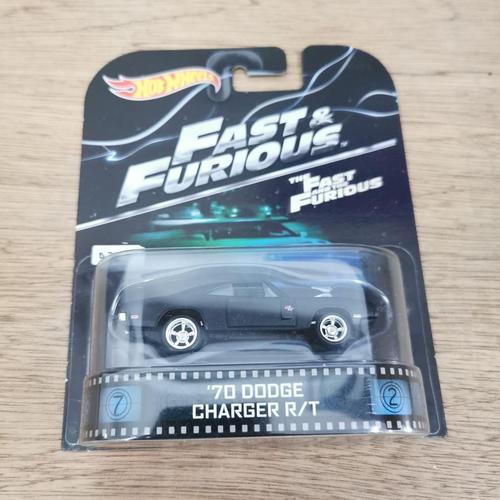 HOT WHEELS
FAST &
FURIOUS
THE FAST
AND THE
FURIOUS
'70 DODGE
CHARGER R/T
7
2